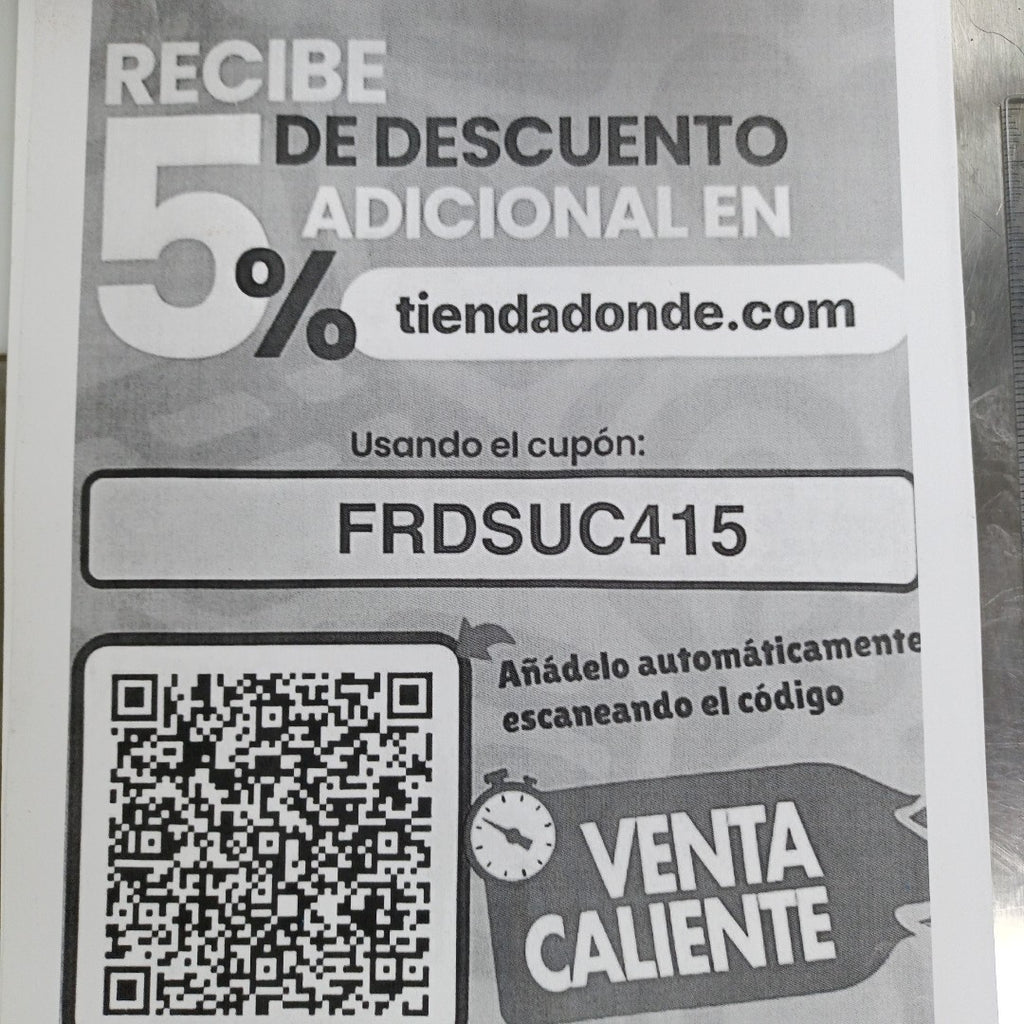 RECIBE
5% DE DESCUENTO
ADICIONAL EN
tiendadonde.com
Usando el cupón:
FRDSUC415
Añádelo automáticamente
escaneando el código
VENTA
CALIENTE